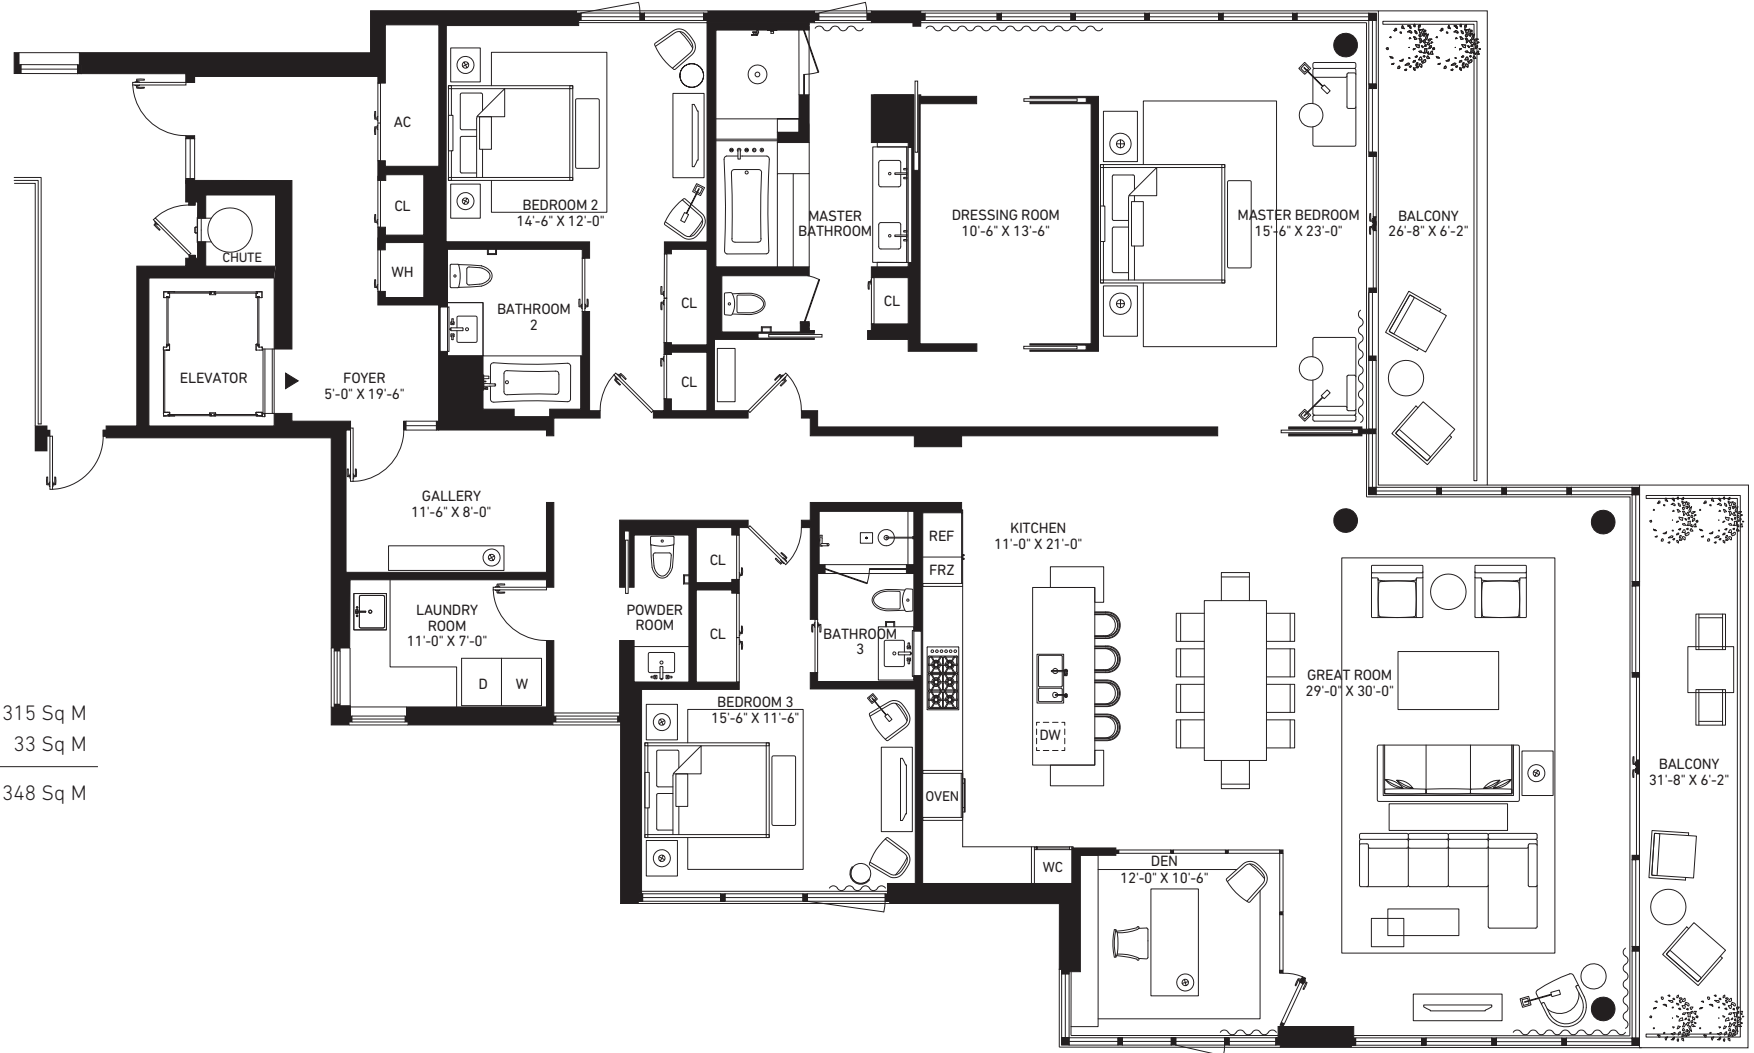 AC
CL
WH
CHUTE
ELEVATOR
FOYER
5'-0" X 19'-6"
BEDROOM 2
14'-6" X 12'-0"
BATHROOM
2
CL
CL
MASTER
BATHROOM
CL
DRESSING ROOM
10'-6" X 13'-6"
MASTER BEDROOM
15'-6" X 23'-0"
BALCONY
26'-8" X 6'-2"
GALLERY
11'-6" X 8'-0"
LAUNDRY
ROOM
11'-0" X 7'-0"
D
W
POWDER
ROOM
CL
CL
BATHROOM
3
BEDROOM 3
15'-6" X 11'-6"
REF
FRZ
KITCHEN
11'-0" X 21'-0"
DW
OVEN
WC
DEN
12'-0" X 10'-6"
GREAT ROOM
29'-0" X 30'-0"
BALCONY
31'-8" X 6'-2"
315 Sq M
33 Sq M
348 Sq M